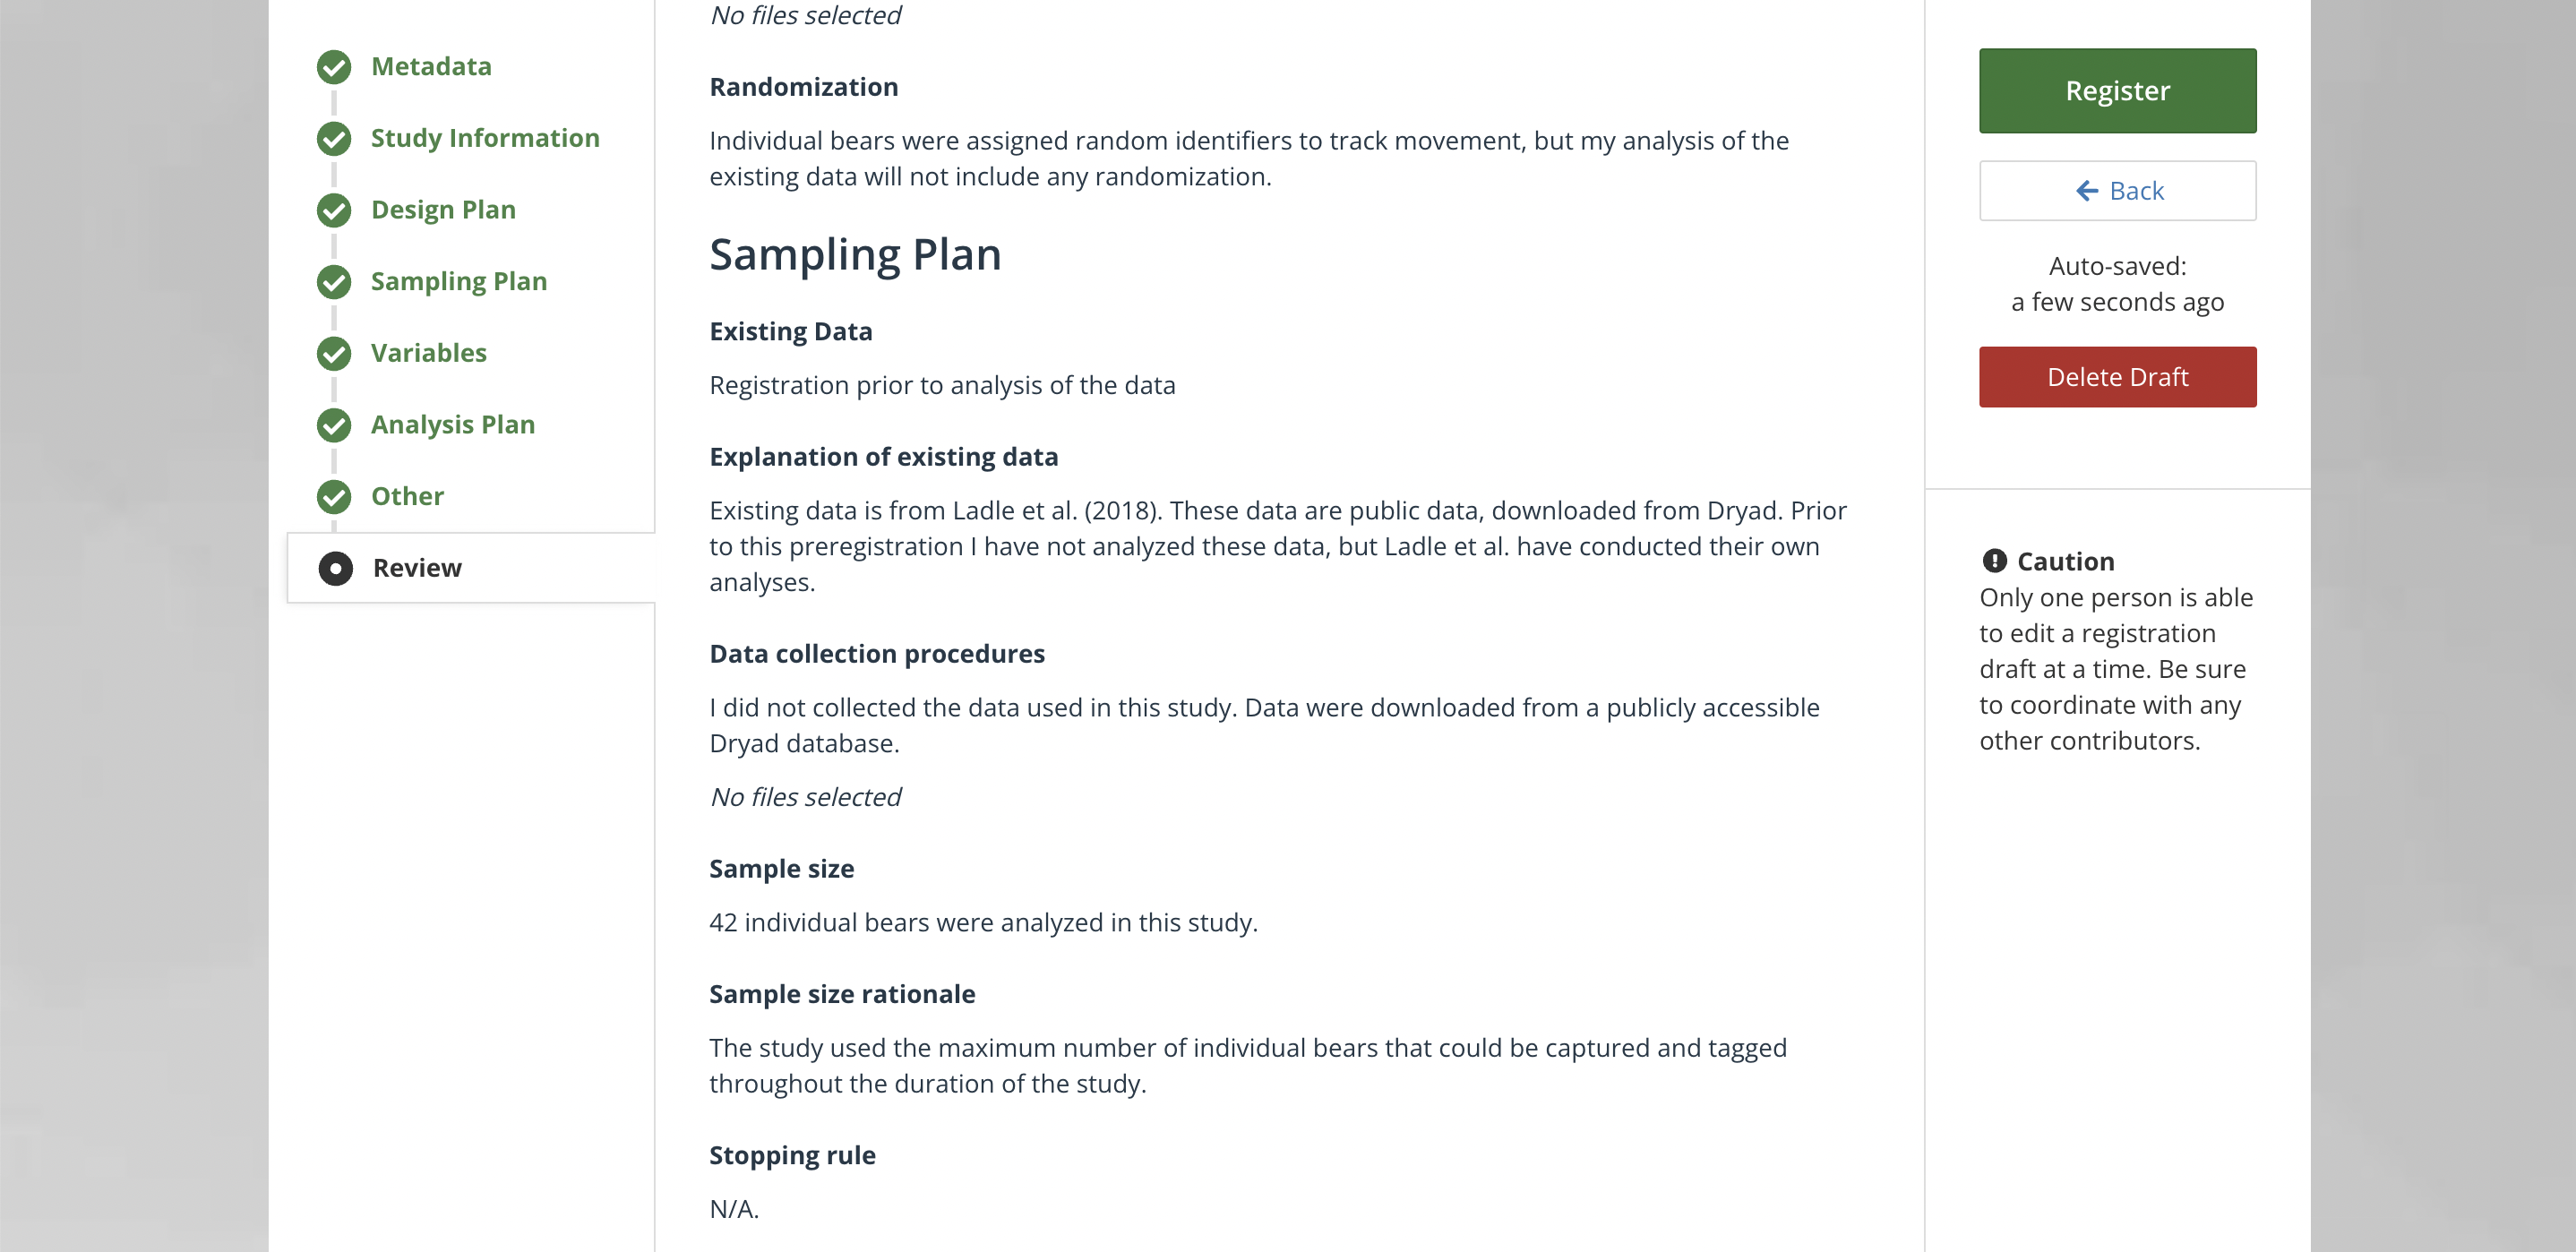 Metadata
Study Information
Design Plan
Sampling Plan
Variables
Analysis Plan
Other
Review
No files selected
Randomization
Individual bears were assigned random identifiers to track movement, but my analysis of the
existing data will not include any randomization.
Sampling Plan
Existing Data
Registration prior to analysis of the data
Explanation of existing data
Existing data is from Ladle et al. (2018). These data are public data, downloaded from Dryad. Prior
to this preregistration I have not analyzed these data, but Ladle et al. have conducted their own
analyses.
Data collection procedures
I did not collected the data used in this study. Data were downloaded from a publicly accessible
Dryad database.
No files selected
Sample size
42 individual bears were analyzed in this study.
Sample size rationale
The study used the maximum number of individual bears that could be captured and tagged
throughout the duration of the study.
Stopping rule
N/A.
Register
Back
Auto-saved:
a few seconds ago
Delete Draft
Caution
Only one person is able
to edit a registration
draft at a time. Be sure
to coordinate with any
other contributors.